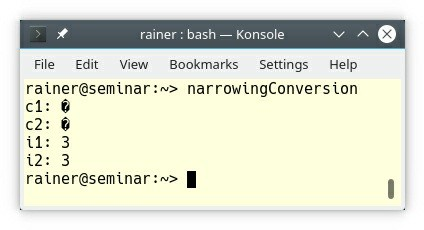 rainer : bash — Konsole
File Edit View Bookmarks Settings Help
rainer@seminar:~> narrowingConversion
c1: �
c2: �
i1: 3
i2: 3
rainer@seminar:~>